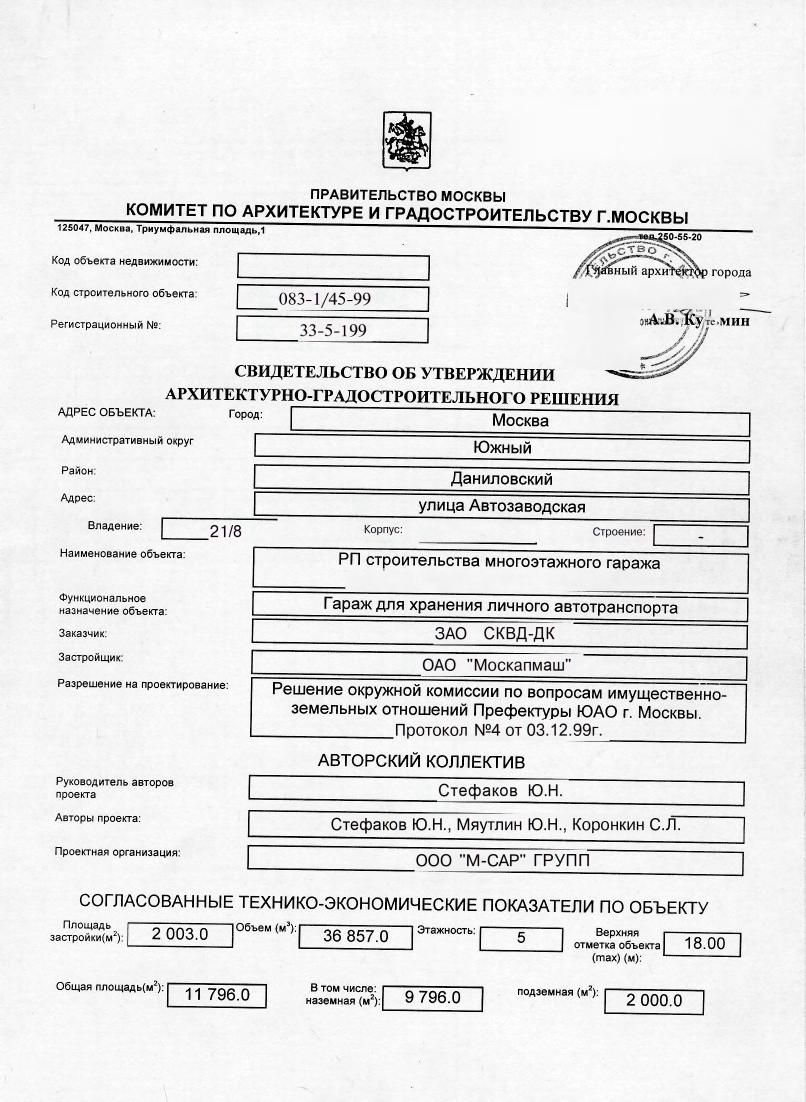 ПРАВИТЕЛЬСТВО МОСКВЫ
КОМИТЕТ ПО АРХИТЕКТУРЕ И ГРАДОСТРОИТЕЛЬСТВУ Г.МОСКВЫ
125047, Москва, Триумфальная площадь,1 тел.250-55-20
Код объекта недвижимости:
Главный архитектор города
Код строительного объекта: 083-1/45-99
Регистрационный №: 33-5-199
А.В. Ку мин
СВИДЕТЕЛЬСТВО ОБ УТВЕРЖДЕНИИ
АРХИТЕКТУРНО-ГРАДОСТРОИТЕЛЬНОГО РЕШЕНИЯ
АДРЕС ОБЪЕКТА: Город: Москва
Административный округ Южный
Район: Даниловский
Адрес: улица Автозаводская
Владение: 21/8 Корпус: Строение: -
Наименование объекта: РП строительства многоэтажного гаража
Функциональное
назначение объекта: Гараж для хранения личного автотранспорта
Заказчик: ЗАО СКВД-ДК
Застройщик: ОАО "Москапмаш"
Разрешение на проектирование: Решение окружной комиссии по вопросам имущественно-
земельных отношений Префектуры ЮАО г. Москвы.
Протокол №4 от 03.12.99г.
АВТОРСКИЙ КОЛЛЕКТИВ
Руководитель авторов
проекта Стефаков Ю.Н.
Авторы проекта: Стефаков Ю.Н., Мяутлин Ю.Н., Коронкин С.Л.
Проектная организация: ООО "М-САР" ГРУПП
СОГЛАСОВАННЫЕ ТЕХНИКО-ЭКОНОМИЧЕСКИЕ ПОКАЗАТЕЛИ ПО ОБЪЕКТУ
Площадь
застройки(м²): 2 003.0 Объем (м³): 36 857.0 Этажность: 5 Верхняя
отметка объекта
(max) (м): 18.00
Общая площадь(м²): 11 796.0 В том числе:
наземная (м²): 9 796.0 подземная (м²): 2 000.0